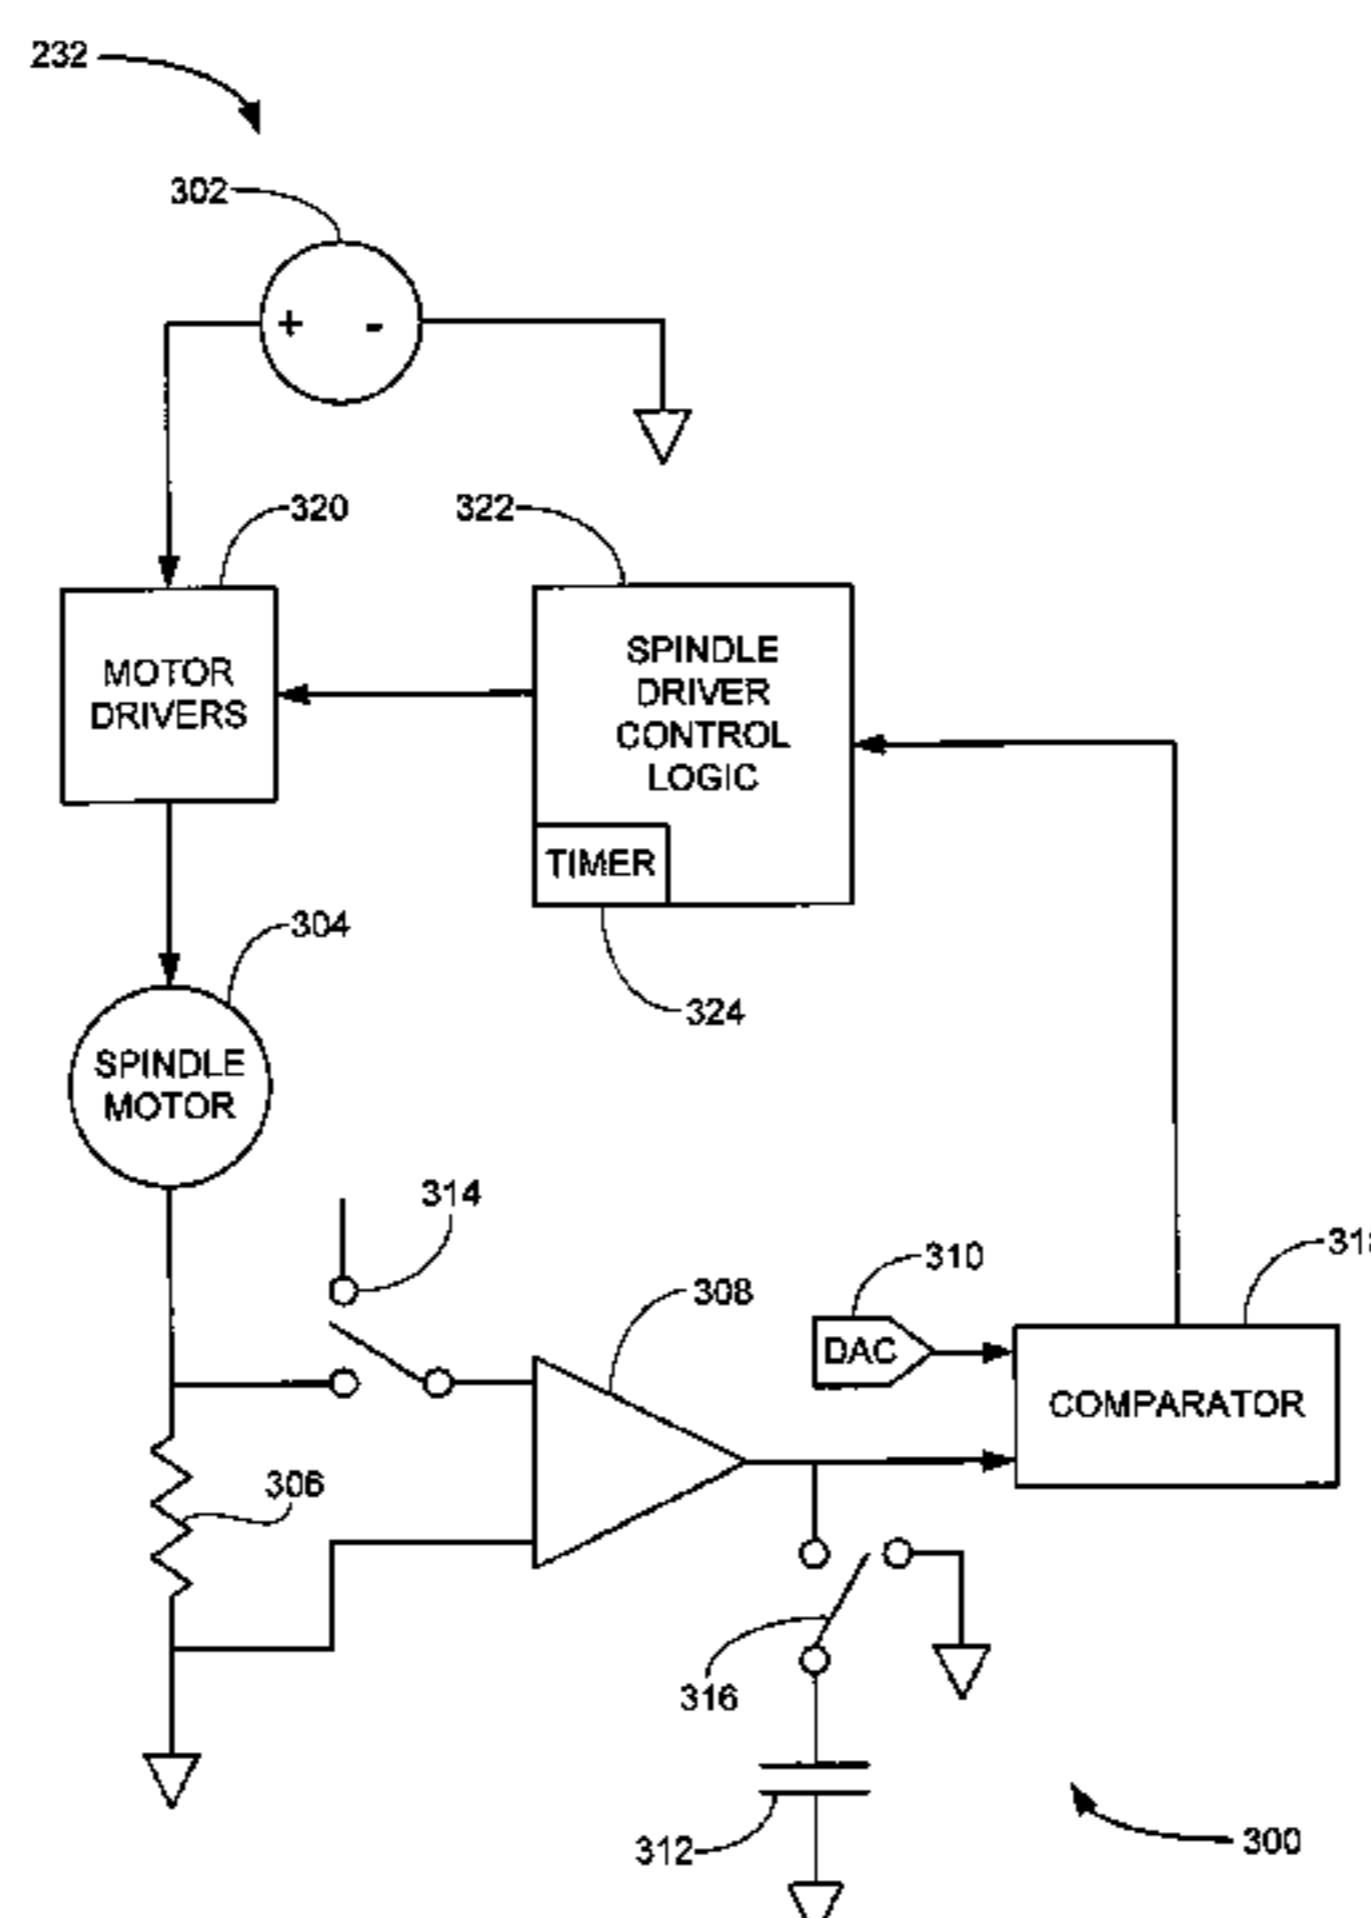 232
302
+ -
320
322
MOTOR
DRIVERS
SPINDLE
DRIVER
CONTROL
LOGIC
TIMER
304
324
SPINDLE
MOTOR
314
310
308
DAC
COMPARATOR
306
316
312
300